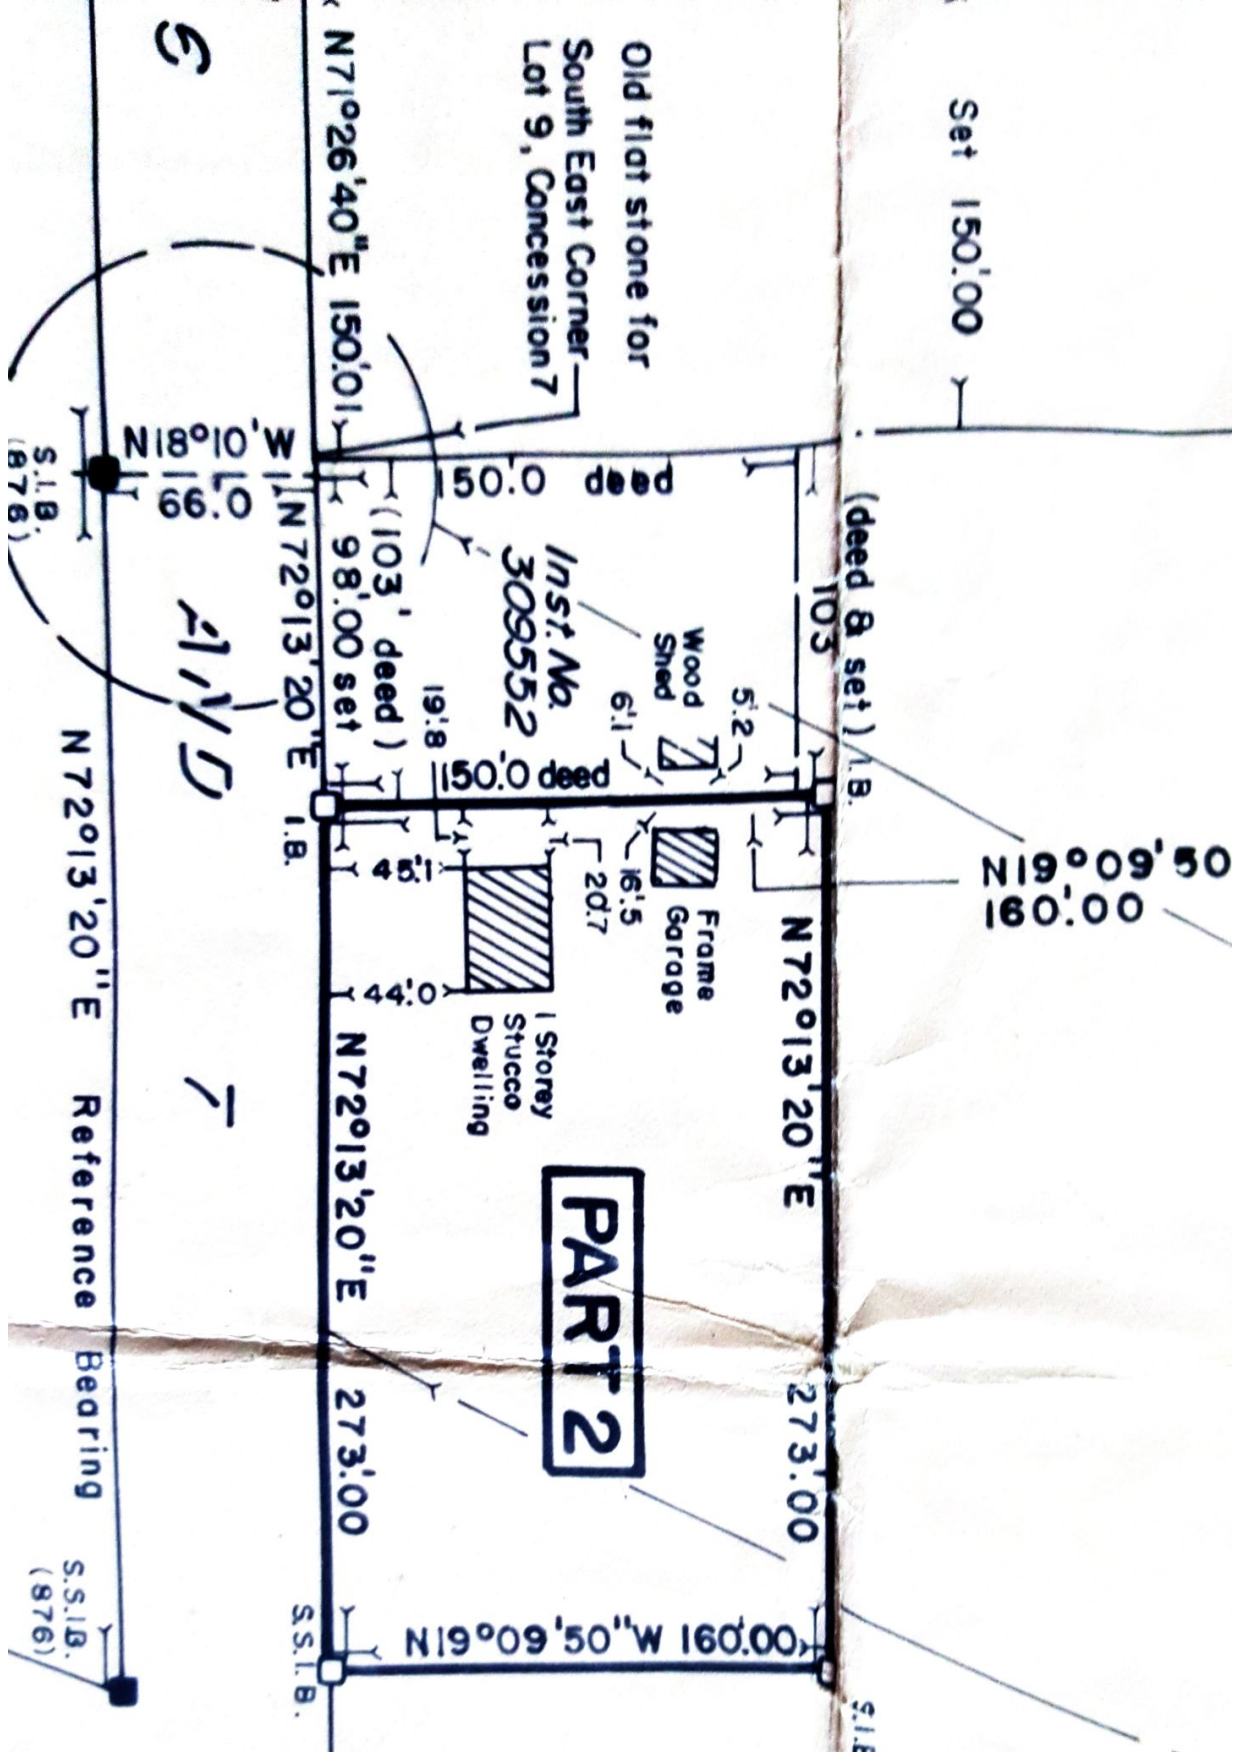 Set 150'.00
Old flat stone for
South East Corner
Lot 9, Concession 7
N71°26'40"E 150'.01
5
(deed & set)
I.B.
103
150'.0 deed
Inst. No.
309552
(103' deed)
98'.00 set
N72°13'20"E
N18°10'W
66'.0
S.I.B.
(876)
Wood
Shed
5'.2
6'.1
19'.8
150'.0 deed
I.B.
AND
7
N19°09'50
160'.00
45'.1
44'.0
20'.7
16'.5
Frame
Garage
1 Storey
Stucco
Dwelling
N72°13'20"E 273'.00
PART 2
N72°13'20"E 273'.00
N72°13'20"E Reference Bearing
N19°09'50"W 160'.00
S.S.I.B.
S.S.I.B.
(876)